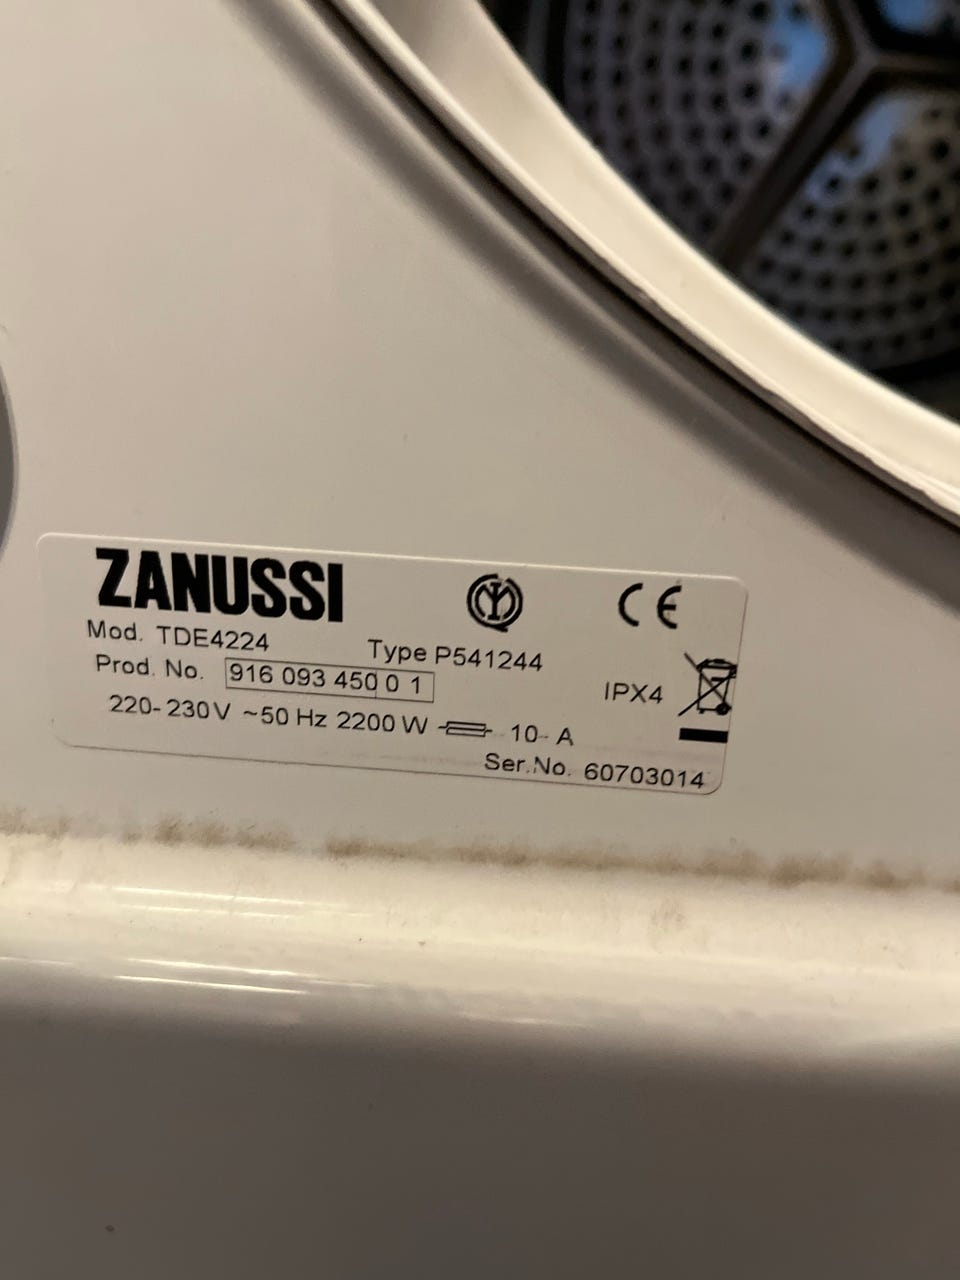 ZANUSSI
CE
Mod. TDE4224 Type P541244
Prod. No. 916 093 450 0 1 IPX4
220-230V ~50 Hz 2200 W 10 A
Ser.No. 60703014